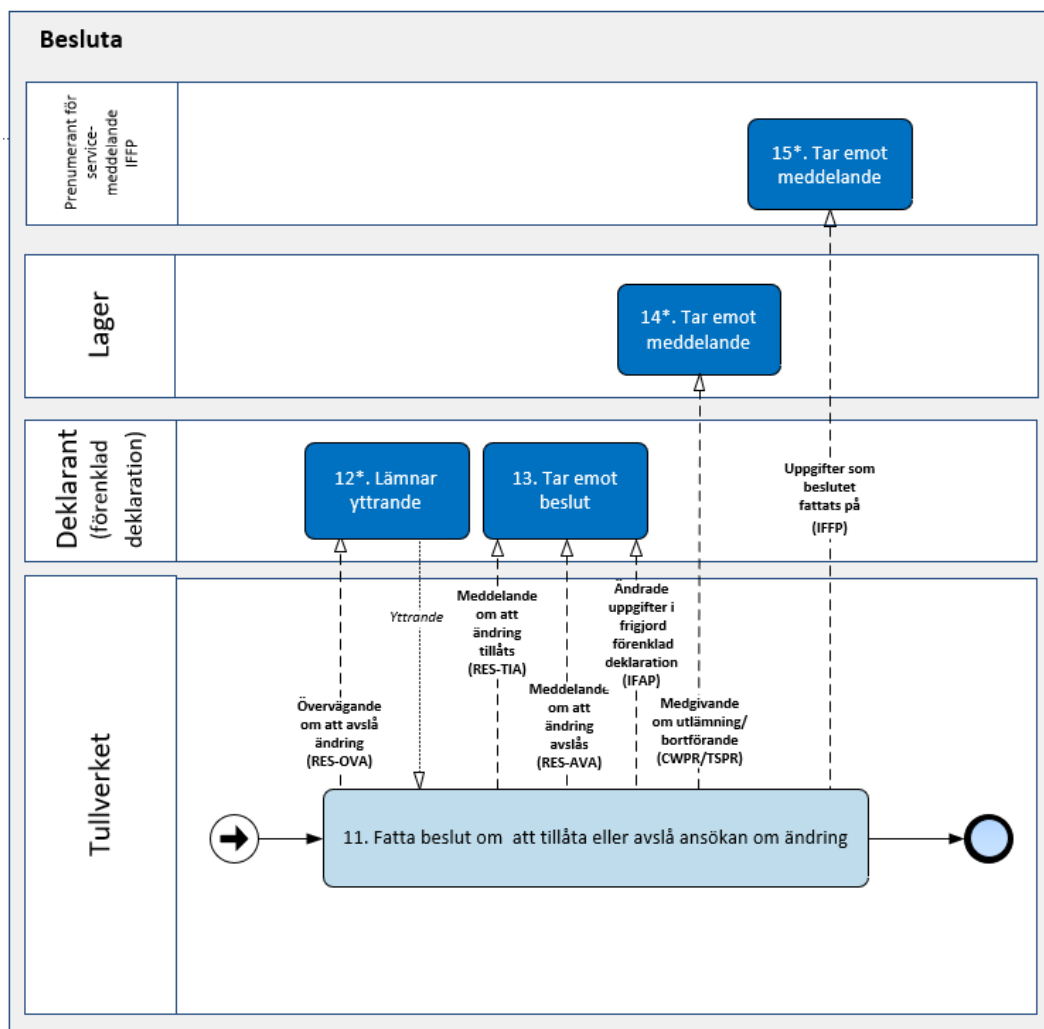 Besluta
Prenumerant för
service-
meddelande
IFFP
15*. Tar emot
meddelande
Lager
14*. Tar emot
meddelande
Deklarant
(förenklad
deklaration)
12*. Lämnar
yttrande
13. Tar emot
beslut
Uppgifter som
beslutet
fattats på
(IFFP)
Tullverket
Övervägande
om att avslå
ändring
(RES-OVA)
Yttrande
Meddelande
om att
ändring
tillåts
(RES-TIA)
Meddelande
om att
ändring
avslås
(RES-AVA)
Ändrade
uppgifter i
frigjord
förenklad
deklaration
(IFAP)
Medgivande
om utlämning/
bortförande
(CWPR/TSPR)
11. Fatta beslut om att tillåta eller avslå ansökan om ändring